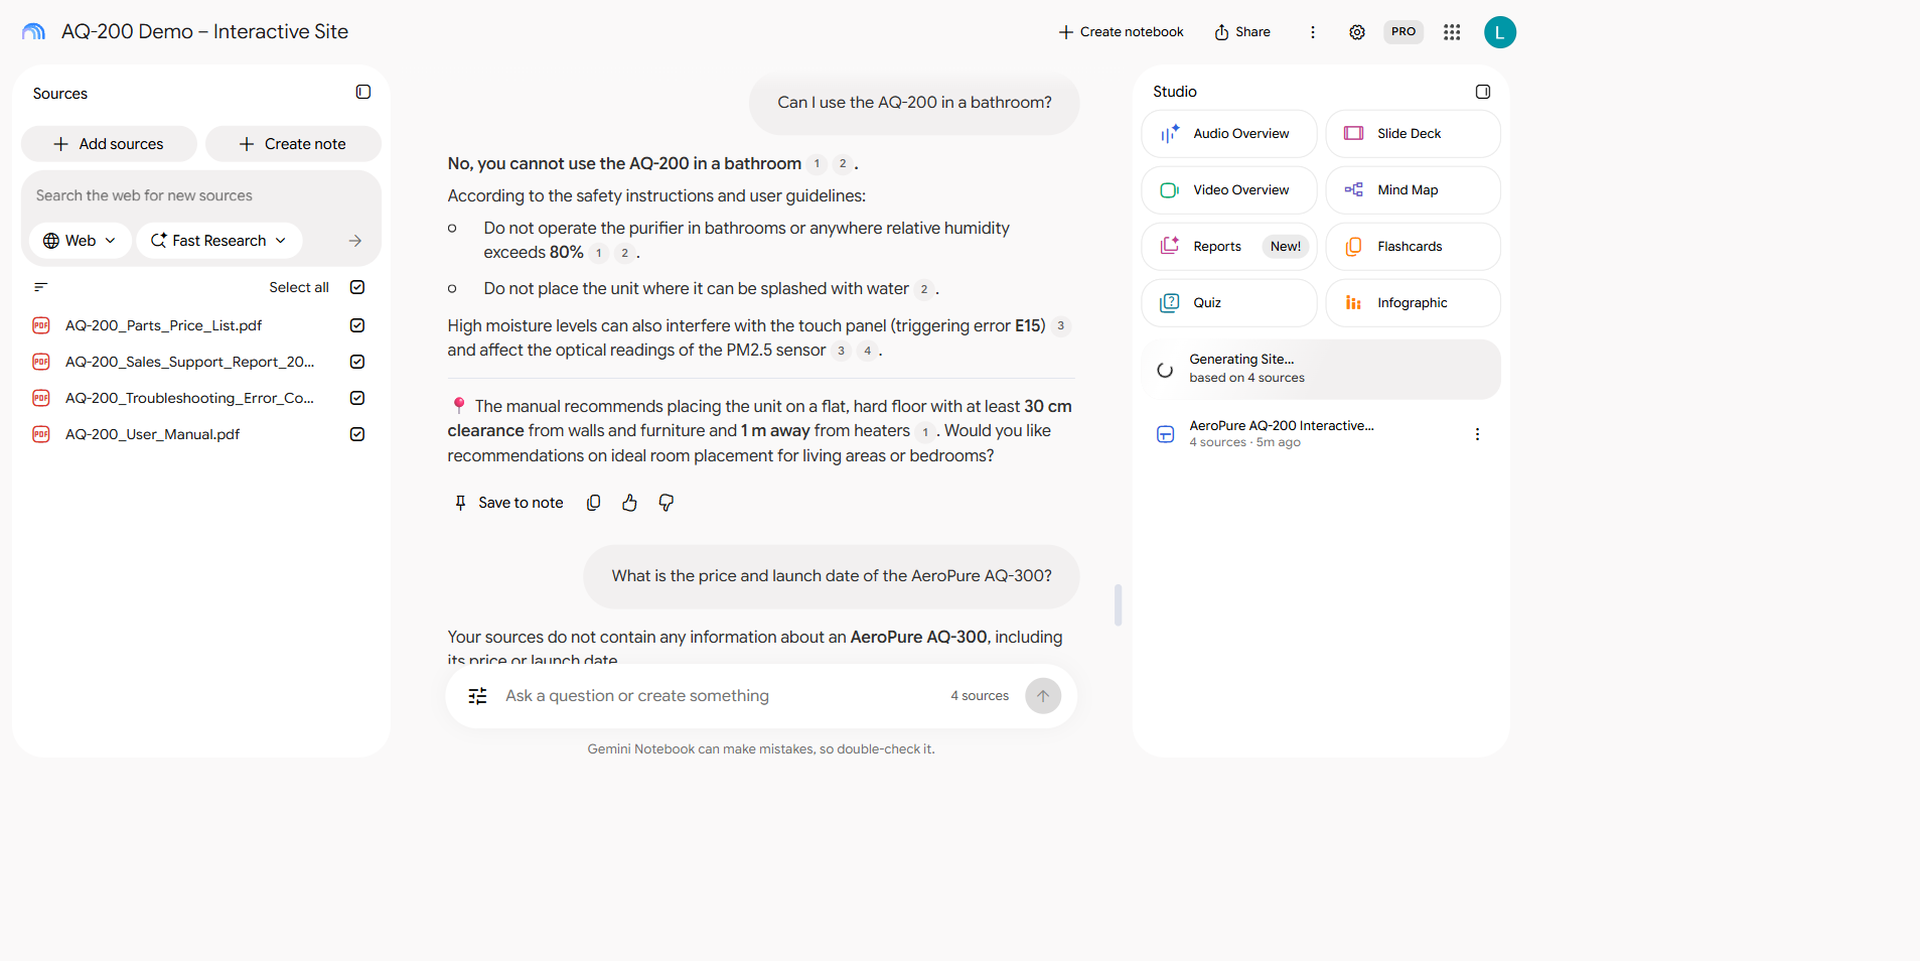 AQ-200 Demo – Interactive Site
Create notebook
Share
PRO
L
Sources
Add sources
Create note
Search the web for new sources
Web
Fast Research
Select all
AQ-200_Parts_Price_List.pdf
AQ-200_Sales_Support_Report_20...
AQ-200_Troubleshooting_Error_Co...
AQ-200_User_Manual.pdf
Can I use the AQ-200 in a bathroom?
No, you cannot use the AQ-200 in a bathroom 1 2 .
According to the safety instructions and user guidelines:
Do not operate the purifier in bathrooms or anywhere relative humidity
exceeds 80% 1 2 .
Do not place the unit where it can be splashed with water 2 .
High moisture levels can also interfere with the touch panel (triggering error E15) 3
and affect the optical readings of the PM2.5 sensor 3 4 .
📍 The manual recommends placing the unit on a flat, hard floor with at least 30 cm
clearance from walls and furniture and 1 m away from heaters 1 . Would you like
recommendations on ideal room placement for living areas or bedrooms?
Save to note
What is the price and launch date of the AeroPure AQ-300?
Your sources do not contain any information about an AeroPure AQ-300, including
its price or launch date
Ask a question or create something
4 sources
Gemini Notebook can make mistakes, so double-check it.
Studio
Audio Overview
Slide Deck
Video Overview
Mind Map
Reports
New!
Flashcards
Quiz
Infographic
Generating Site...
based on 4 sources
AeroPure AQ-200 Interactive...
4 sources · 5m ago